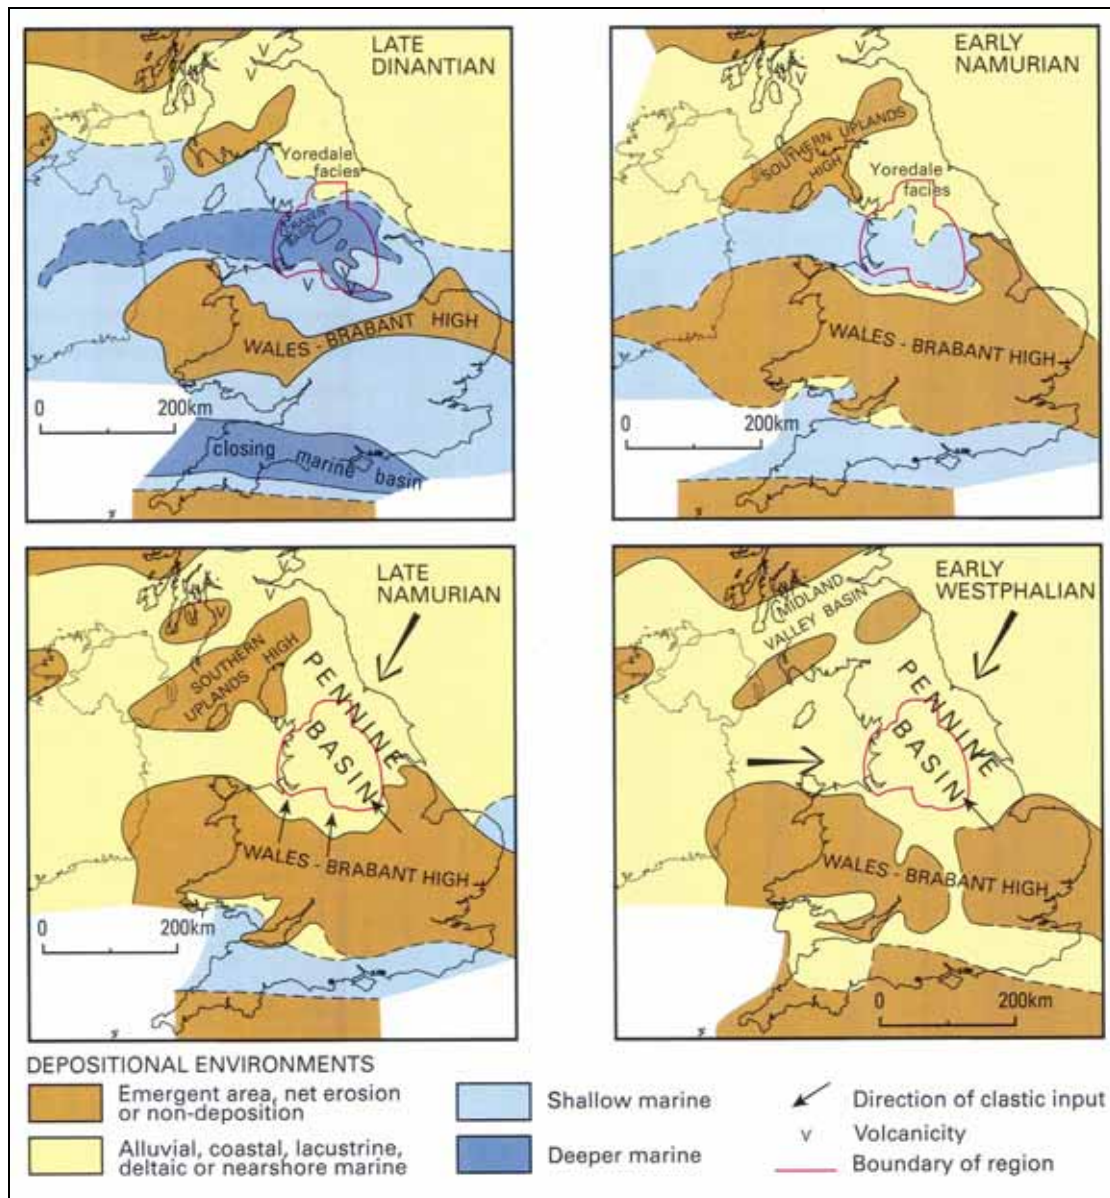 LATE
DINANTIAN
V
V
Yoredale
facies
CRAVEN
BASIN
V
V
WALES - BRABANT HIGH
0 200km
closing marine basin
EARLY
NAMURIAN
V
V
SOUTHERN UPLANDS
HIGH
Yoredale
facies
WALES - BRABANT HIGH
0 200km
LATE
NAMURIAN
V
V
V
SOUTHERN
UPLANDS HIGH
PENNINE
BASIN
WALES - BRABANT HIGH
0 200km
EARLY
WESTPHALIAN
MIDLAND
VALLEY BASIN
PENNINE
BASIN
WALES - BRABANT HIGH
0 200km
DEPOSITIONAL ENVIRONMENTS
Emergent area, net erosion
or non-deposition
Alluvial, coastal, lacustrine,
deltaic or nearshore marine
Shallow marine
Deeper marine
Direction of clastic input
V Volcanicity
Boundary of region